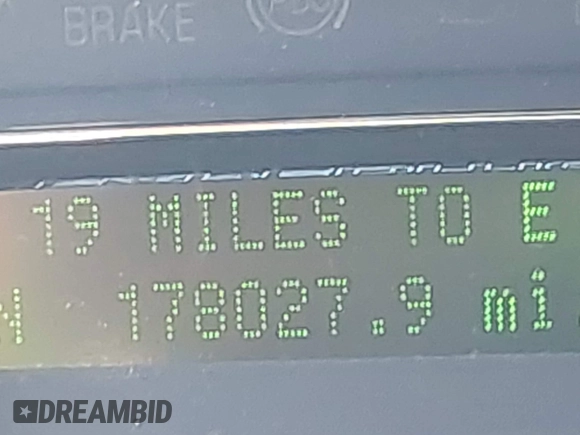 BRAKE
19 MILES TO E
N 178027.9 mi
DREAMBID